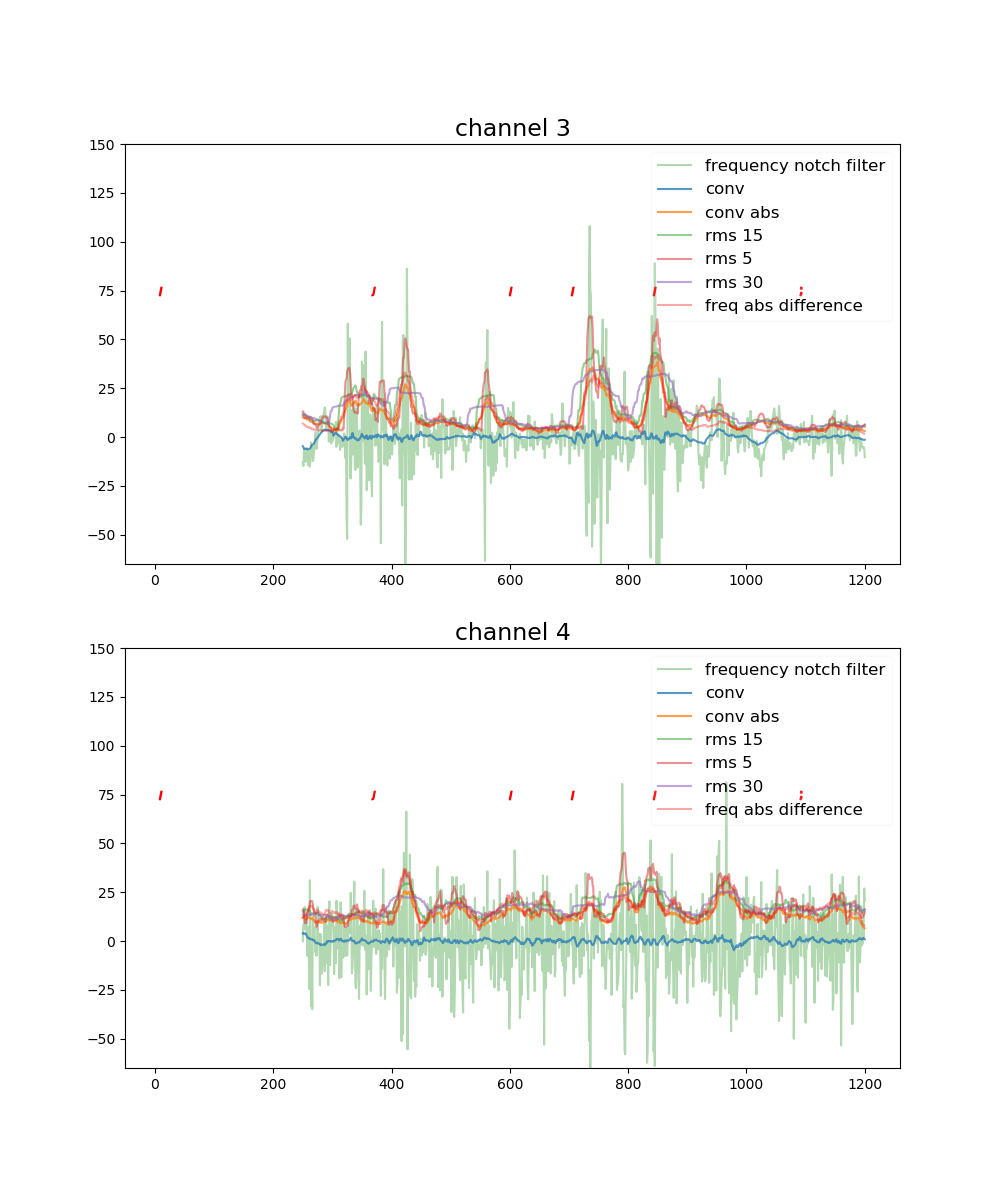 channel 3
150
125
100
75
50
25
0
−25
−50
0 200 400 600 800 1000 1200
frequency notch filter
conv
conv abs
rms 15
rms 5
rms 30
freq abs difference
channel 4
150
125
100
75
50
25
0
−25
−50
0 200 400 600 800 1000 1200
frequency notch filter
conv
conv abs
rms 15
rms 5
rms 30
freq abs difference